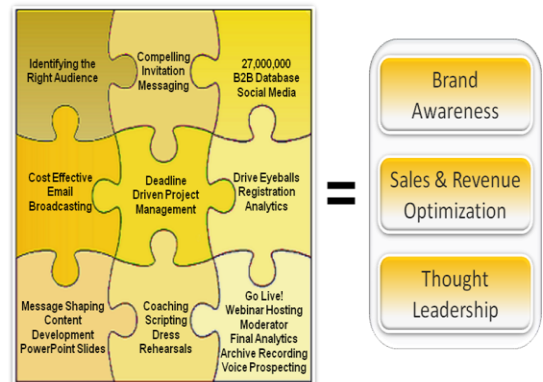 Identifying the
Right Audience
Compelling
Invitation
Messaging
27,000,000
B2B Database
Social Media
Cost Effective
Email
Broadcasting
Deadline
Driven Project
Management
Drive Eyeballs
Registration
Analytics
Message Shaping
Content
Development
PowerPoint Slides
Coaching
Scripting
Dress
Rehearsals
Go Live!
Webinar Hosting
Moderator
Final Analytics
Archive Recording
Voice Prospecting
=
Brand
Awareness
Sales & Revenue
Optimization
Thought
Leadership